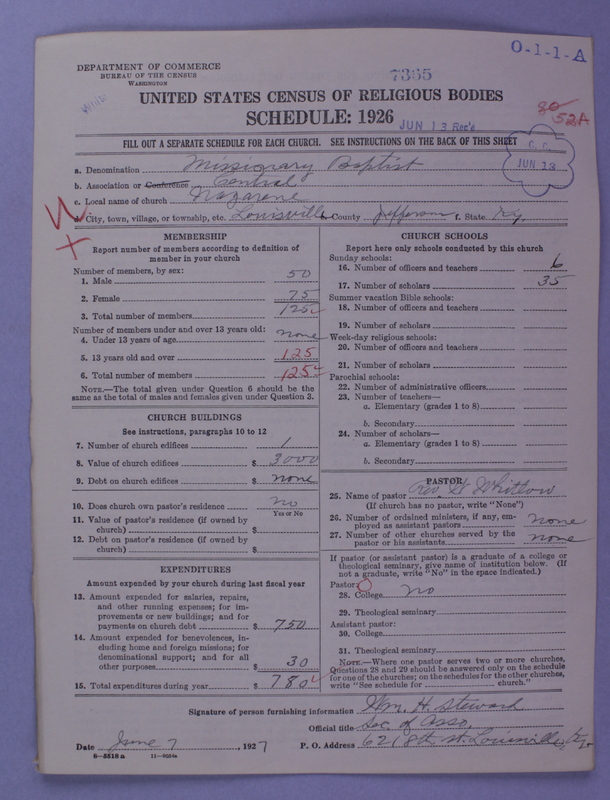 O-1-1-A
DEPARTMENT OF COMMERCE
BUREAU OF THE CENSUS
WASHINGTON
7365
White
UNITED STATES CENSUS OF RELIGIOUS BODIES
SCHEDULE: 1926
JUN 13 Rec'd
80
52A
FILL OUT A SEPARATE SCHEDULE FOR EACH CHURCH. SEE INSTRUCTIONS ON THE BACK OF THIS SHEET
C. C.
JUN 13
a. Denomination Missionary Baptist
b. Association or Conference Central
c. Local name of church Nazarene
d. City, town, village, or township, etc. Louisville e. County Jefferson f. State Ky.
MEMBERSHIP
Report number of members according to definition of
member in your church
Number of members, by sex:
1. Male 50
2. Female 75
3. Total number of members 125
Number of members under and over 13 years old:
4. Under 13 years of age none
5. 13 years old and over 125
6. Total number of members 125
NOTE.—The total given under Question 6 should be the
same as the total of males and females given under Question 3.
CHURCH BUILDINGS
See instructions, paragraphs 10 to 12
7. Number of church edifices 1
8. Value of church edifices $ 3000
9. Debt on church edifices $ none
10. Does church own pastor's residence no
Yes or No
11. Value of pastor's residence (if owned by
church) $
12. Debt on pastor's residence (if owned by
church) $
EXPENDITURES
Amount expended by your church during last fiscal year
13. Amount expended for salaries, repairs,
and other running expenses; for im-
provements or new buildings; and for
payments on church debt $ 750
14. Amount expended for benevolences, in-
cluding home and foreign missions; for
denominational support; and for all
other purposes $ 30
15. Total expenditures during year $ 780
CHURCH SCHOOLS
Report here only schools conducted by this church
Sunday schools:
16. Number of officers and teachers 6
17. Number of scholars 35
Summer vacation Bible schools:
18. Number of officers and teachers
19. Number of scholars
Week-day religious schools:
20. Number of officers and teachers
21. Number of scholars
Parochial schools:
22. Number of administrative officers
23. Number of teachers—
a. Elementary (grades 1 to 8)
b. Secondary
24. Number of scholars—
a. Elementary (grades 1 to 8)
b. Secondary
PASTOR
25. Name of pastor Rev. Whitlow
(If church has no pastor, write "None")
26. Number of ordained ministers, if any, em-
ployed as assistant pastors none
27. Number of other churches served by the
pastor or his assistants none
If pastor (or assistant pastor) is a graduate of a college or
theological seminary, give name of institution below. (If
not a graduate, write "No" in the space indicated.)
Pastor:
28. College no
29. Theological seminary
Assistant pastor:
30. College
31. Theological seminary
NOTE.—Where one pastor serves two or more churches,
Questions 28 and 29 should be answered only on the schedule
for one of the churches; on the schedules for the other churches,
write "See schedule for church."
Signature of person furnishing information Wm. H. Steward
Official title Sec. of Asso.
Date June 7, 1927 P. O. Address 621 8th st. Louisville, Ky.
8-5518a 11-9034a